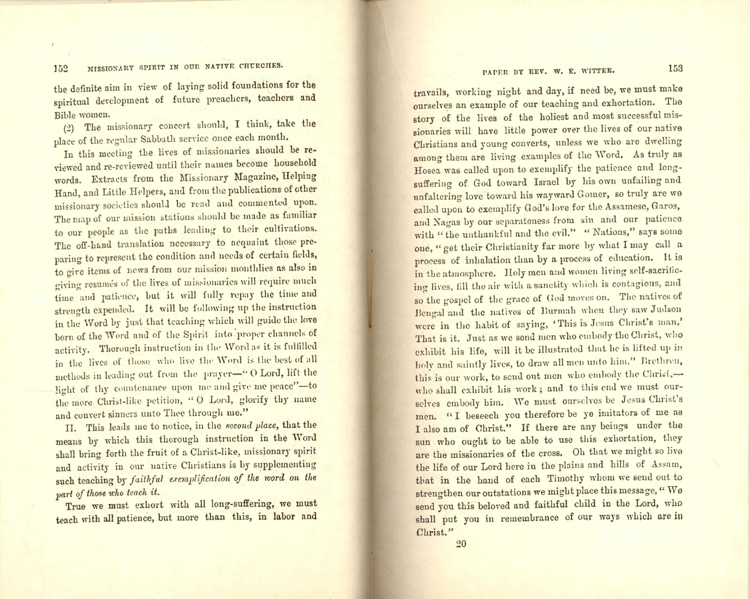 152 MISSIONARY SPIRIT IN OUR NATIVE CHURCHES.
the definite aim in view of laying solid foundations for the
spiritual development of future preachers, teachers and
Bible women.
(2) The missionary concert should, I think, take the
place of the regular Sabbath service once each month.
In this meeting the lives of missionaries should be re-
viewed and re-reviewed until their names become household
words. Extracts from the Missionary Magazine, Helping
Hand, and Little Helpers, and from the publications of other
missionary societies should be read and commented upon.
The map of our mission stations should be made as familiar
to our people as the paths leading to their cultivations.
The off-hand translation necessary to acquaint those pre-
paring to represent the condition and needs of certain fields,
to give items of news from our mission monthlies as also in
giving resumés of the lives of missionaries will require much
time and patience, but it will fully repay the time and
strength expended. It will be following up the instruction
in the Word by just that teaching which will guide the love
born of the Word and of the Spirit into proper channels of
activity. Thorough instruction in the Word as it is fulfilled
in the lives of those who live the Word is the best of all
methods in leading out from the prayer—“ O Lord, lift the
light of thy countenance upon me and give me peace”—to
the more Christ-like petition, “ O Lord, glorify thy name
and convert sinners unto Thee through me.”
II. This leads me to notice, in the second place, that the
means by which this thorough instruction in the Word
shall bring forth the fruit of a Christ-like, missionary spirit
and activity in our native Christians is by supplementing
such teaching by faithful exemplification of the word on the
part of those who teach it.
True we must exhort with all long-suffering, we must
teach with all patience, but more than this, in labor and
PAPER BY REV. W. E. WITTER. 153
travails, working night and day, if need be, we must make
ourselves an example of our teaching and exhortation. The
story of the lives of the holiest and most successful mis-
sionaries will have little power over the lives of our native
Christians and young converts, unless we who are dwelling
among them are living examples of the Word. As truly as
Hosea was called upon to exemplify the patience and long-
suffering of God toward Israel by his own unfailing and
unfaltering love toward his wayward Gomer, so truly are we
called upon to exemplify God's love for the Assamese, Garos,
and Nagas by our separateness from sin and our patience
with “ the unthankful and the evil.” “ Nations,” says some
one, “ get their Christianity far more by what I may call a
process of inhalation than by a process of education. It is
in the atmosphere. Holy men and women living self-sacrific-
ing lives, fill the air with a sanctity which is contagious, and
so the gospel of the grace of God moves on. The natives of
Bengal and the natives of Burmah when they saw Judson
were in the habit of saying, ‘ This is Jesus Christ's man.’
That is it. Just as we send men who embody the Christ, who
exhibit his life, will it be illustrated that he is lifted up in
holy and saintly lives, to draw all men unto him.” Brethren,
this is our work, to send out men who embody the Christ,—
who shall exhibit his work ; and to this end we must our-
selves embody him. We must ourselves be Jesus Christ's
men. “ I beseech you therefore be ye imitators of me as
I also am of Christ.” If there are any beings under the
sun who ought to be able to use this exhortation, they
are the missionaries of the cross. Oh that we might so live
the life of our Lord here in the plains and hills of Assam,
that in the hand of each Timothy whom we send out to
strengthen our outstations we might place this message, “ We
send you this beloved and faithful child in the Lord, who
shall put you in remembrance of our ways which are in
Christ.”
20